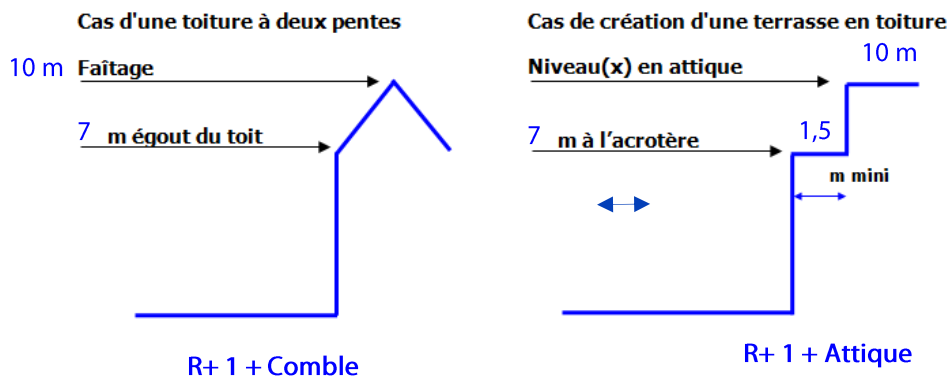 Cas d'une toiture à deux pentes
10 m Faîtage
7 m égout du toit
R+ 1 + Comble
Cas de création d'une terrasse en toiture
10 m
Niveau(x) en attique
7 m à l'acrotère
1,5
m mini
R+ 1 + Attique